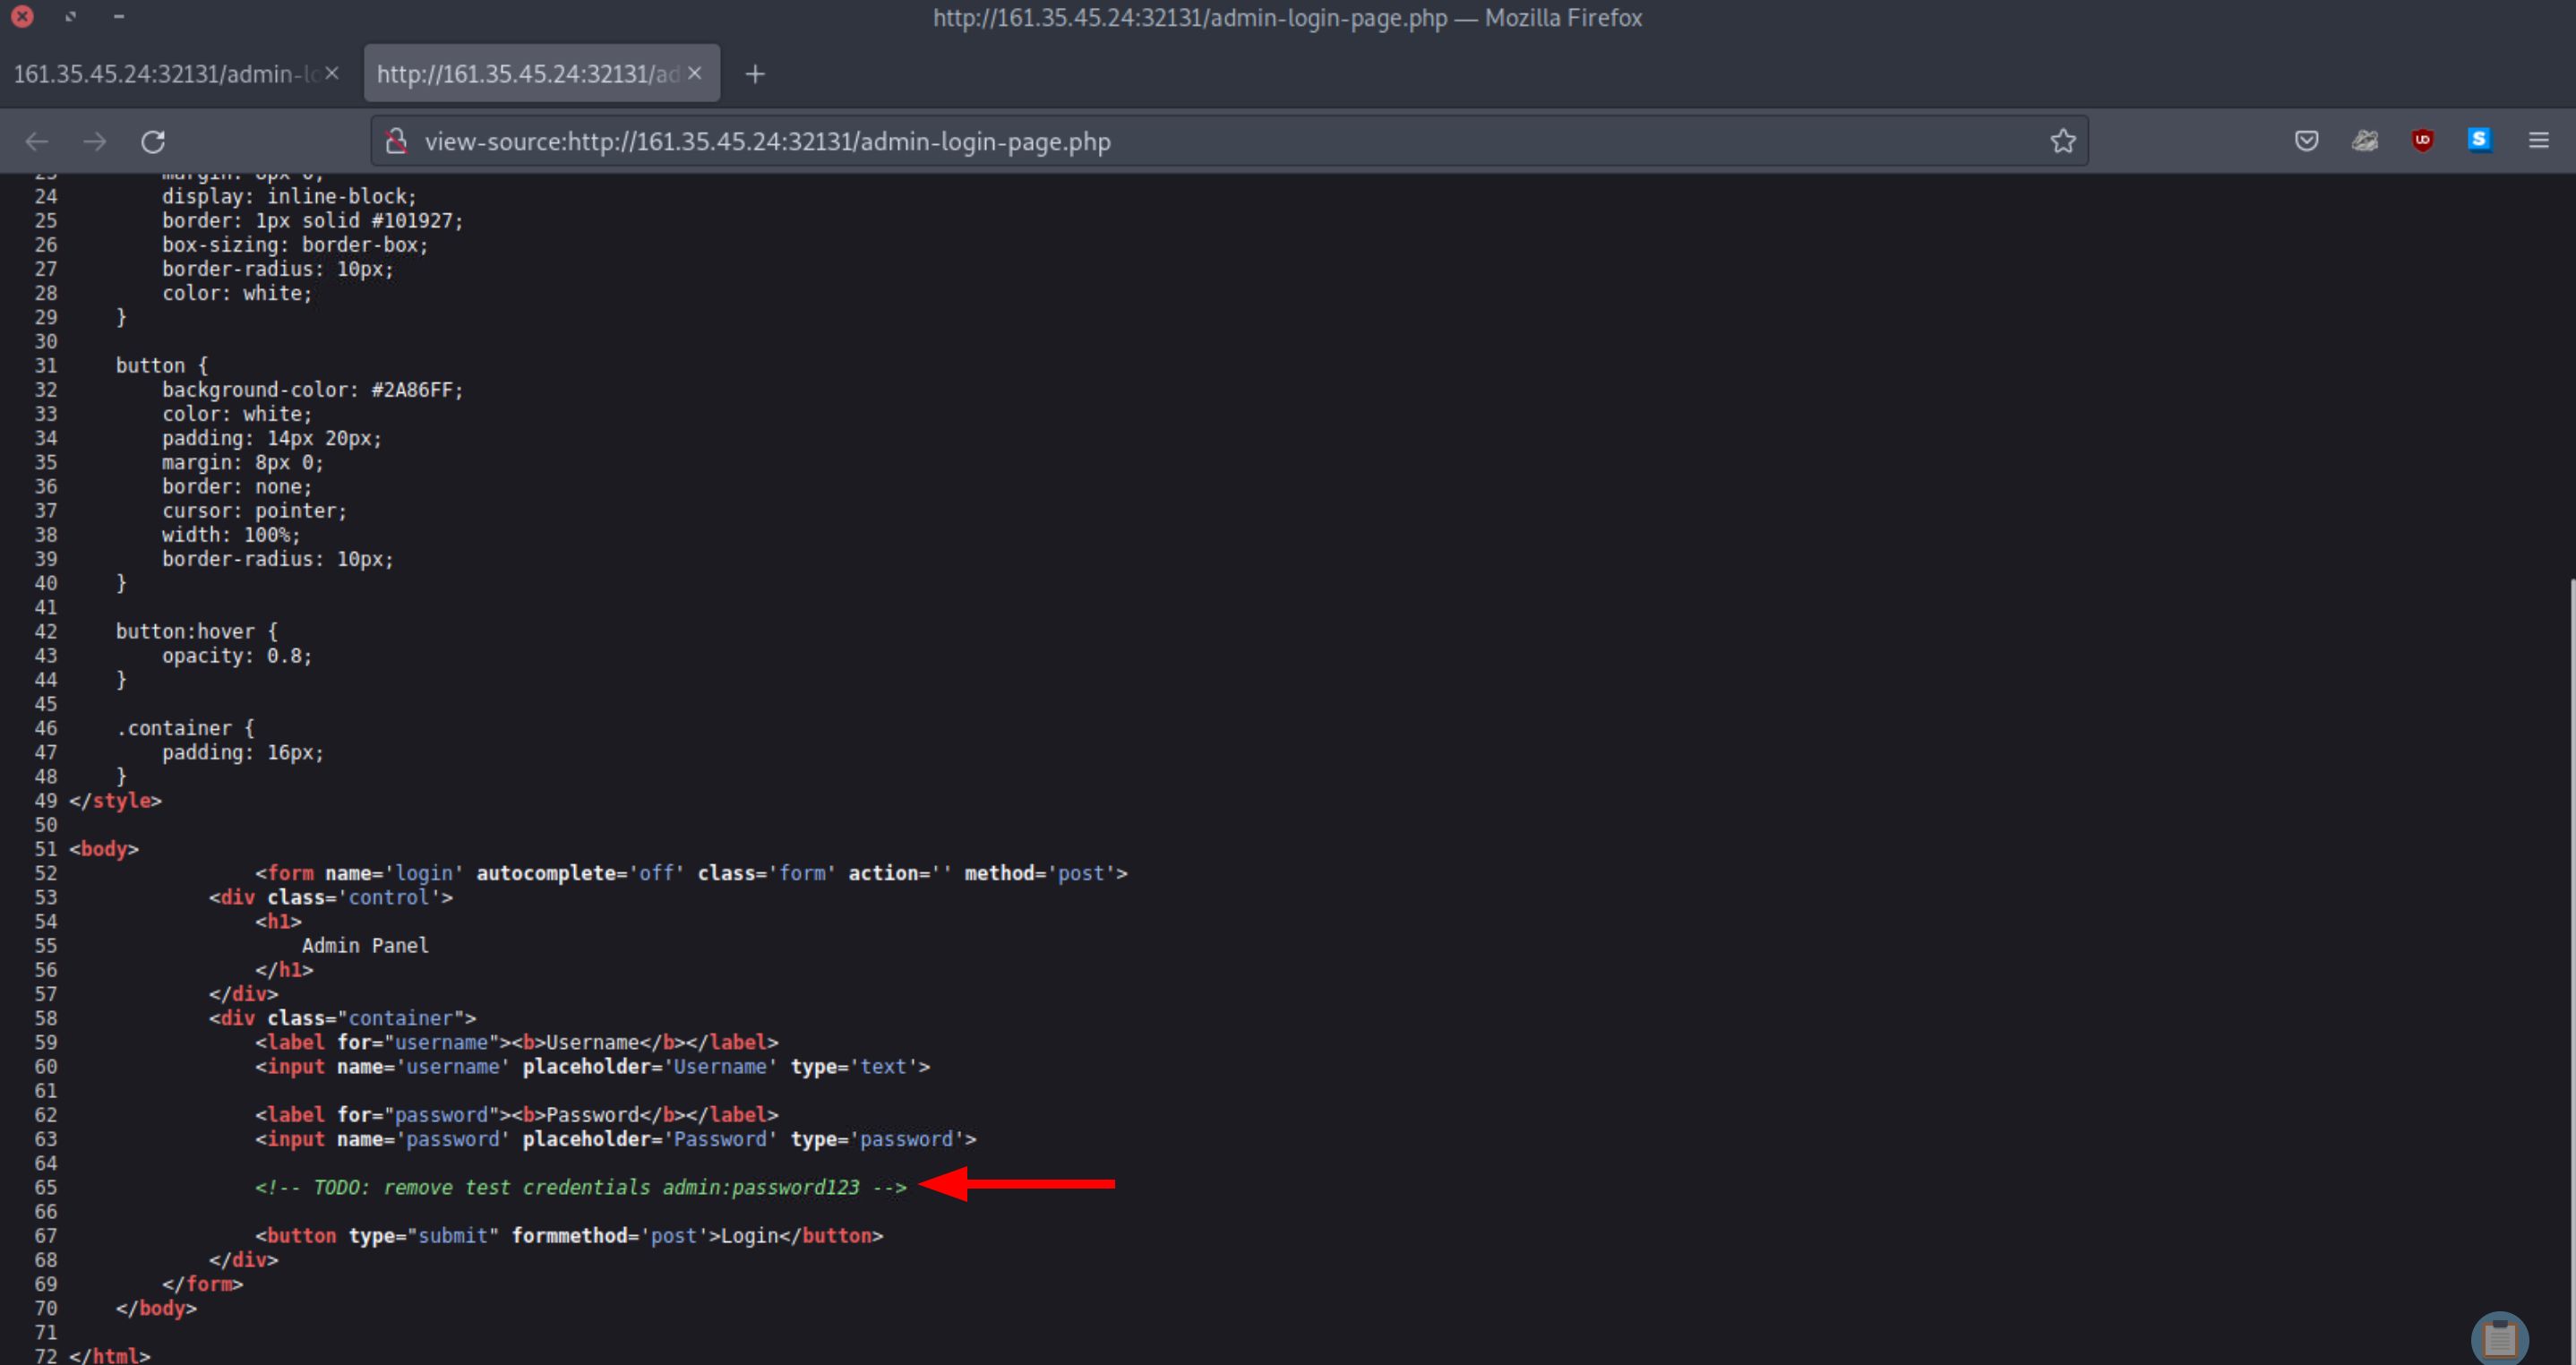 http://161.35.45.24:32131/admin-login-page.php — Mozilla Firefox
161.35.45.24:32131/admin-lo
http://161.35.45.24:32131/ad
view-source:http://161.35.45.24:32131/admin-login-page.php
23 margin: 8px 0;
24 display: inline-block;
25 border: 1px solid #101927;
26 box-sizing: border-box;
27 border-radius: 10px;
28 color: white;
29 }
30
31 button {
32 background-color: #2A86FF;
33 color: white;
34 padding: 14px 20px;
35 margin: 8px 0;
36 border: none;
37 cursor: pointer;
38 width: 100%;
39 border-radius: 10px;
40 }
41
42 button:hover {
43 opacity: 0.8;
44 }
45
46 .container {
47 padding: 16px;
48 }
49 </style>
50
51 <body>
52 <form name='login' autocomplete='off' class='form' action='' method='post'>
53 <div class='control'>
54 <h1>
55 Admin Panel
56 </h1>
57 </div>
58 <div class="container">
59 <label for="username"><b>Username</b></label>
60 <input name='username' placeholder='Username' type='text'>
61
62 <label for="password"><b>Password</b></label>
63 <input name='password' placeholder='Password' type='password'>
64
65 <!-- TODO: remove test credentials admin:password123 -->
66
67 <button type="submit" formmethod='post'>Login</button>
68 </div>
69 </form>
70 </body>
71
72 </html>